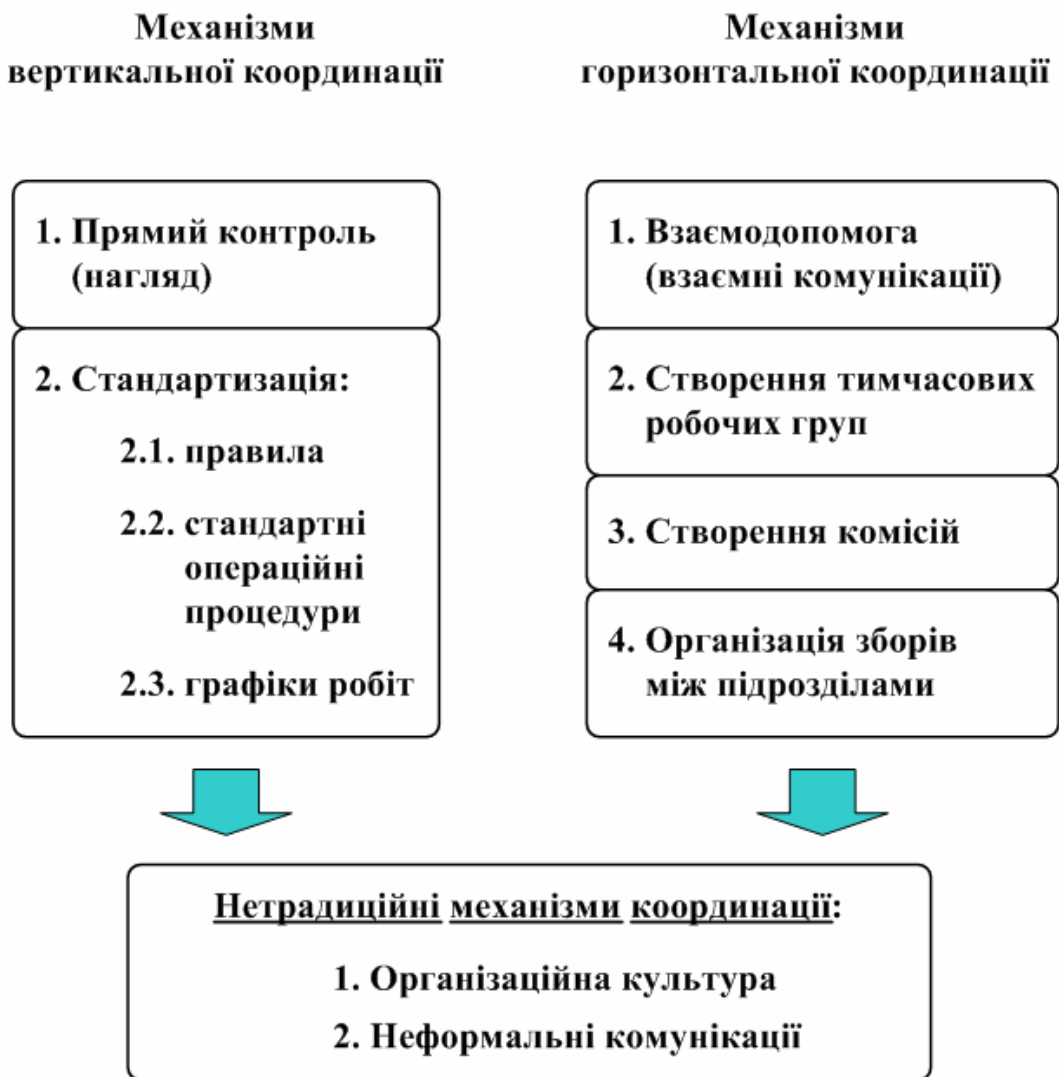 Механізми
вертикальної координації
Механізми
горизонтальної координації
1. Прямий контроль
(нагляд)
2. Стандартизація:
2.1. правила
2.2. стандартні
операційні
процедури
2.3. графіки робіт
1. Взаємодопомога
(взаємні комунікації)
2. Створення тимчасових
робочих груп
3. Створення комісій
4. Організація зборів
між підрозділами
Нетрадиційні механізми координації:
1. Організаційна культура
2. Неформальні комунікації